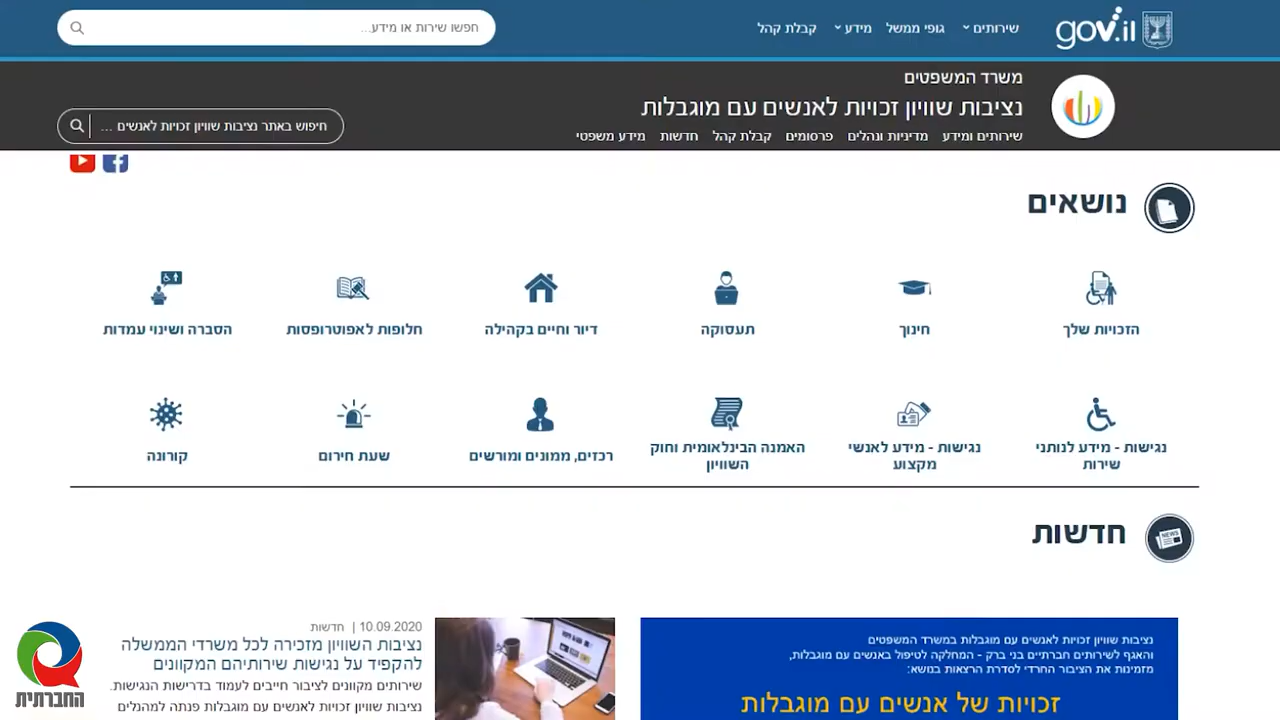 gov.il
שירותים
גופי ממשל
מידע
קבלת קהל
חפשו שירות או מידע...
משרד המשפטים
נציבות שוויון זכויות לאנשים עם מוגבלות
שירותים ומידע
מדיניות ונהלים
פרסומים
קבלת קהל
חדשות
מידע משפטי
חיפוש באתר נציבות שוויון זכויות לאנשים ...
נושאים
הזכויות שלך
חינוך
תעסוקה
דיור וחיים בקהילה
חלופות לאפוטרופסות
הסברה ושינוי עמדות
נגישות - מידע לנותני
שירות
נגישות - מידע לאנשי
מקצוע
האמנה הבינלאומית וחוק
השוויון
רכזים, ממונים ומורשים
שעת חירום
קורונה
NEWS
חדשות
נציבות שוויון זכויות לאנשים עם מוגבלות במשרד המשפטים
והאגף לשירותים חברתיים בני ברק - המחלקה לטיפול באנשים עם מוגבלות,
מזמינות את הציבור החרדי לסדרת הרצאות בנושא:
זכויות של אנשים עם מוגבלות
10.09.2020 | חדשות
נציבות השוויון מזכירה לכל משרדי הממשלה
להקפיד על נגישות שירותיהם המקוונים
שירותים מקוונים לציבור חייבים לעמוד בדרישות הנגישות.
נציבות שוויון זכויות לאנשים עם מוגבלות פנתה למהנלים
החברתית